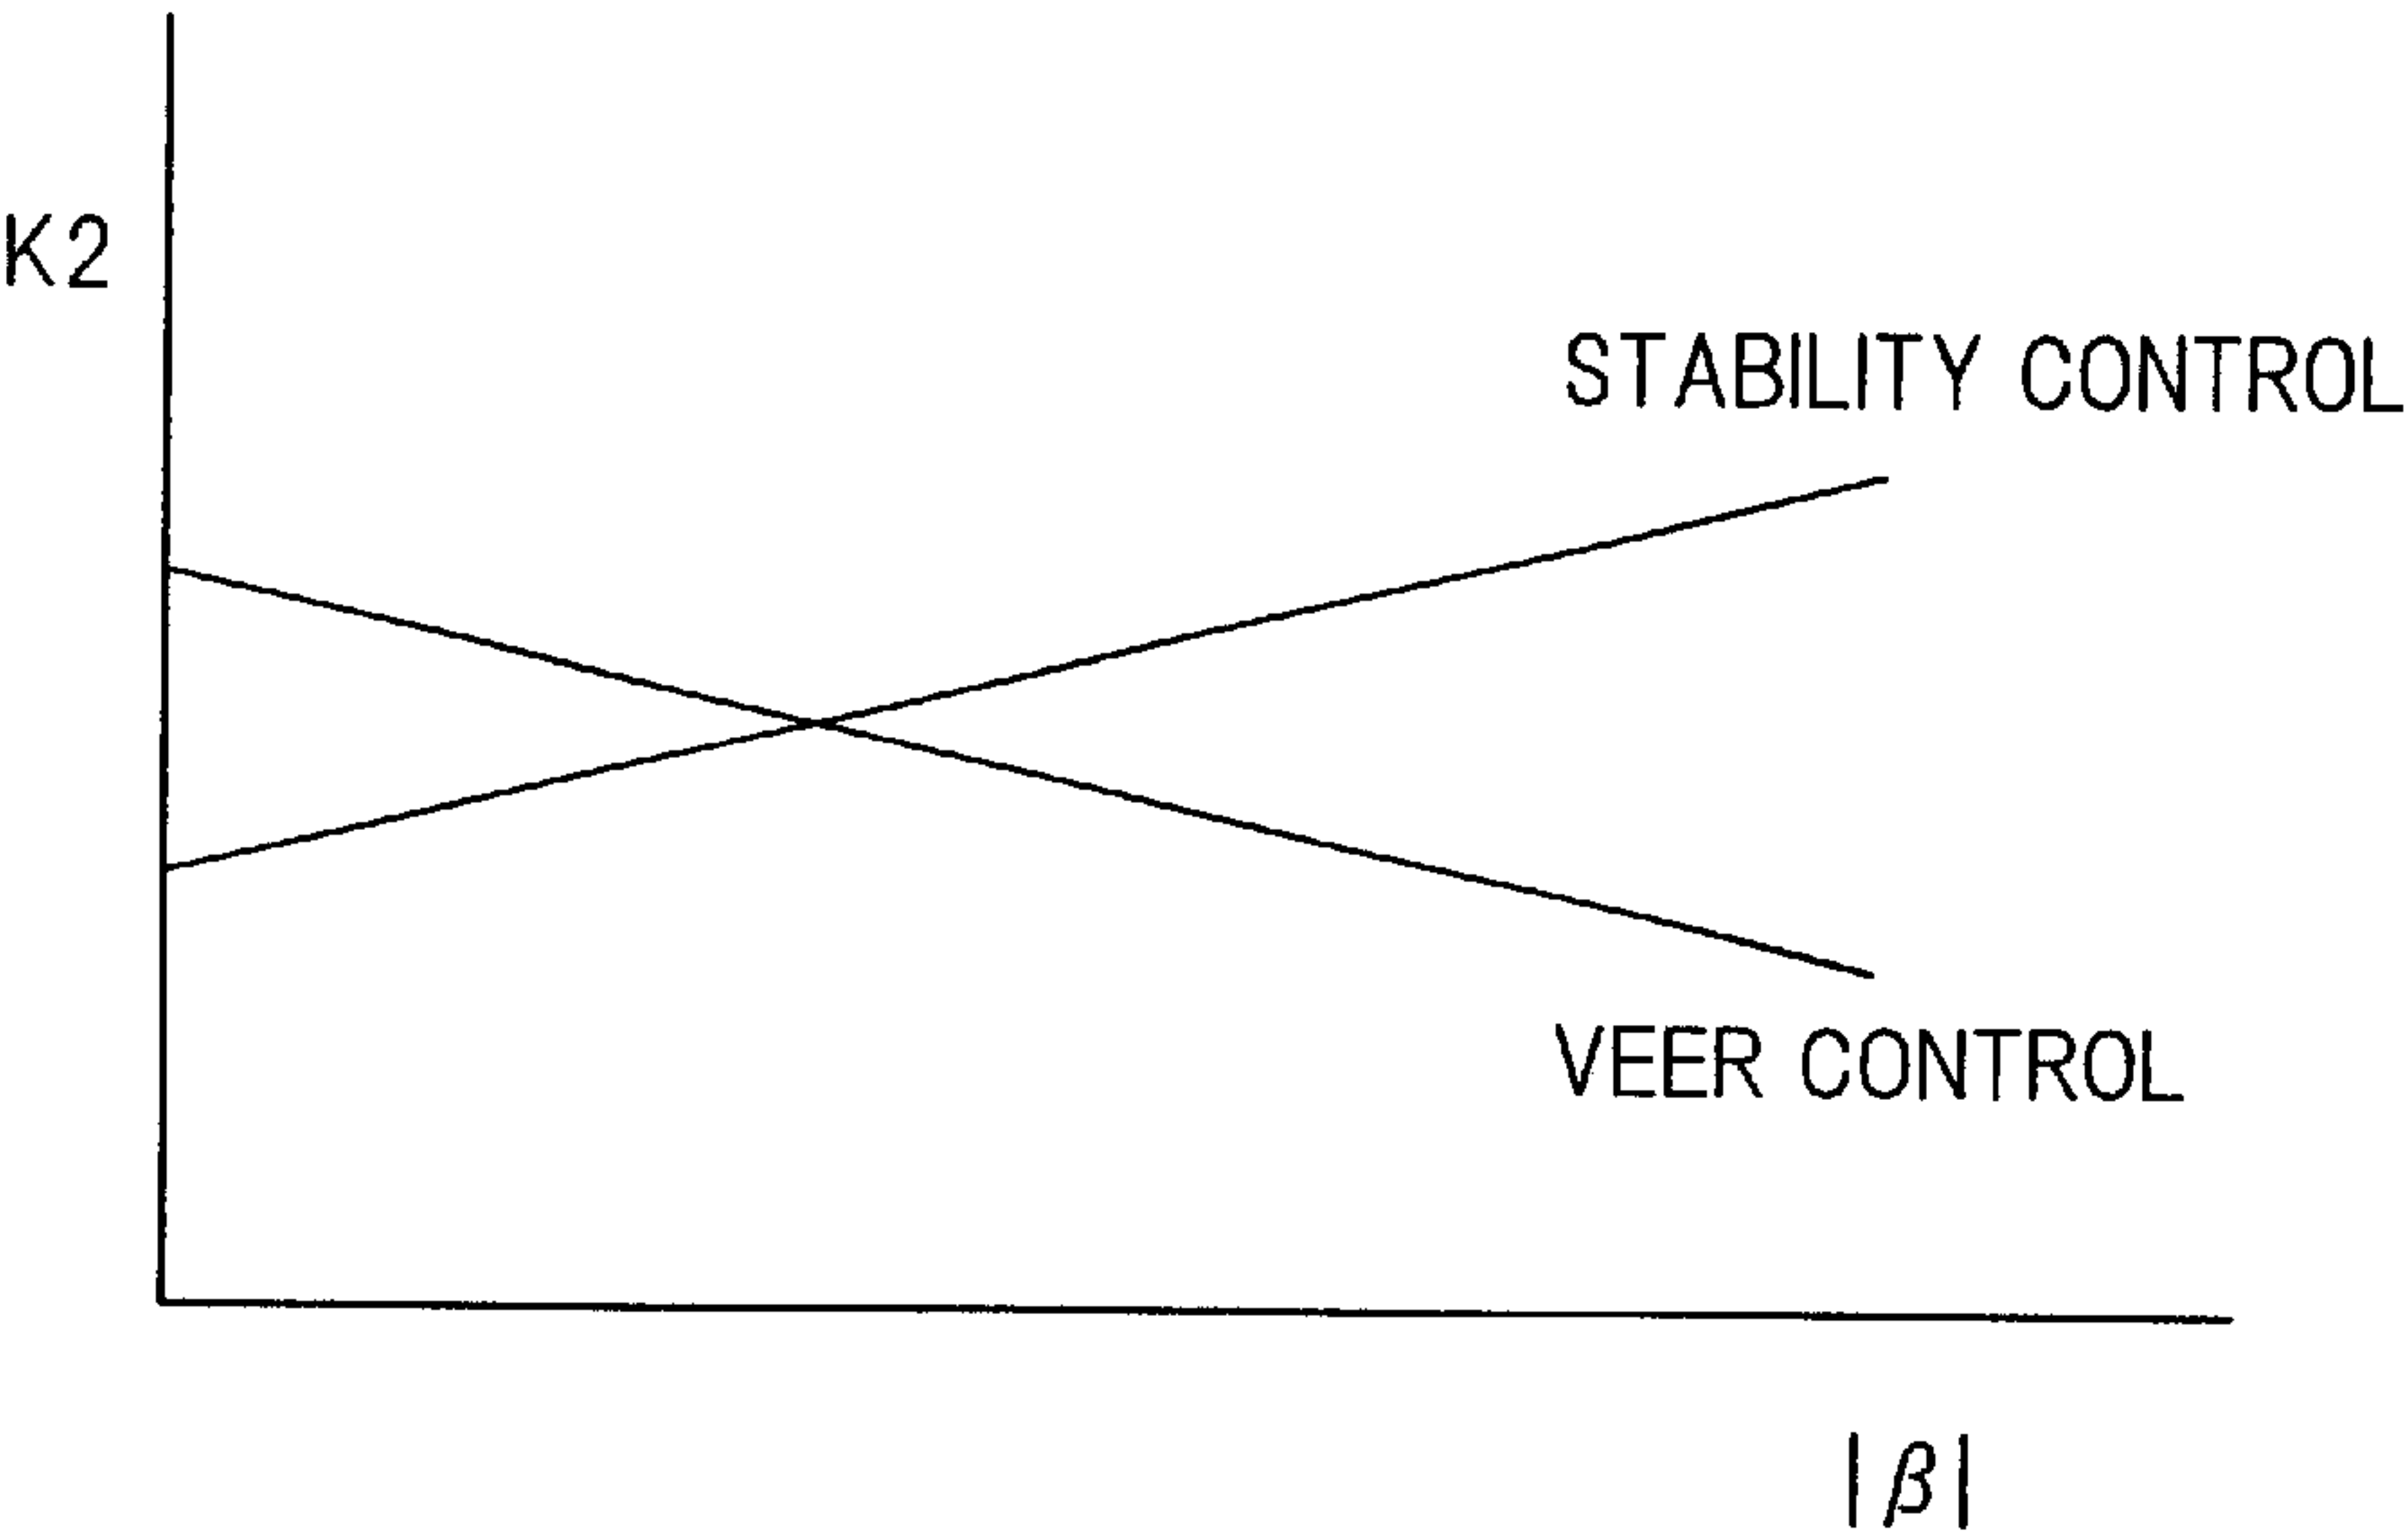 K2
STABILITY CONTROL
VEER CONTROL
|β|